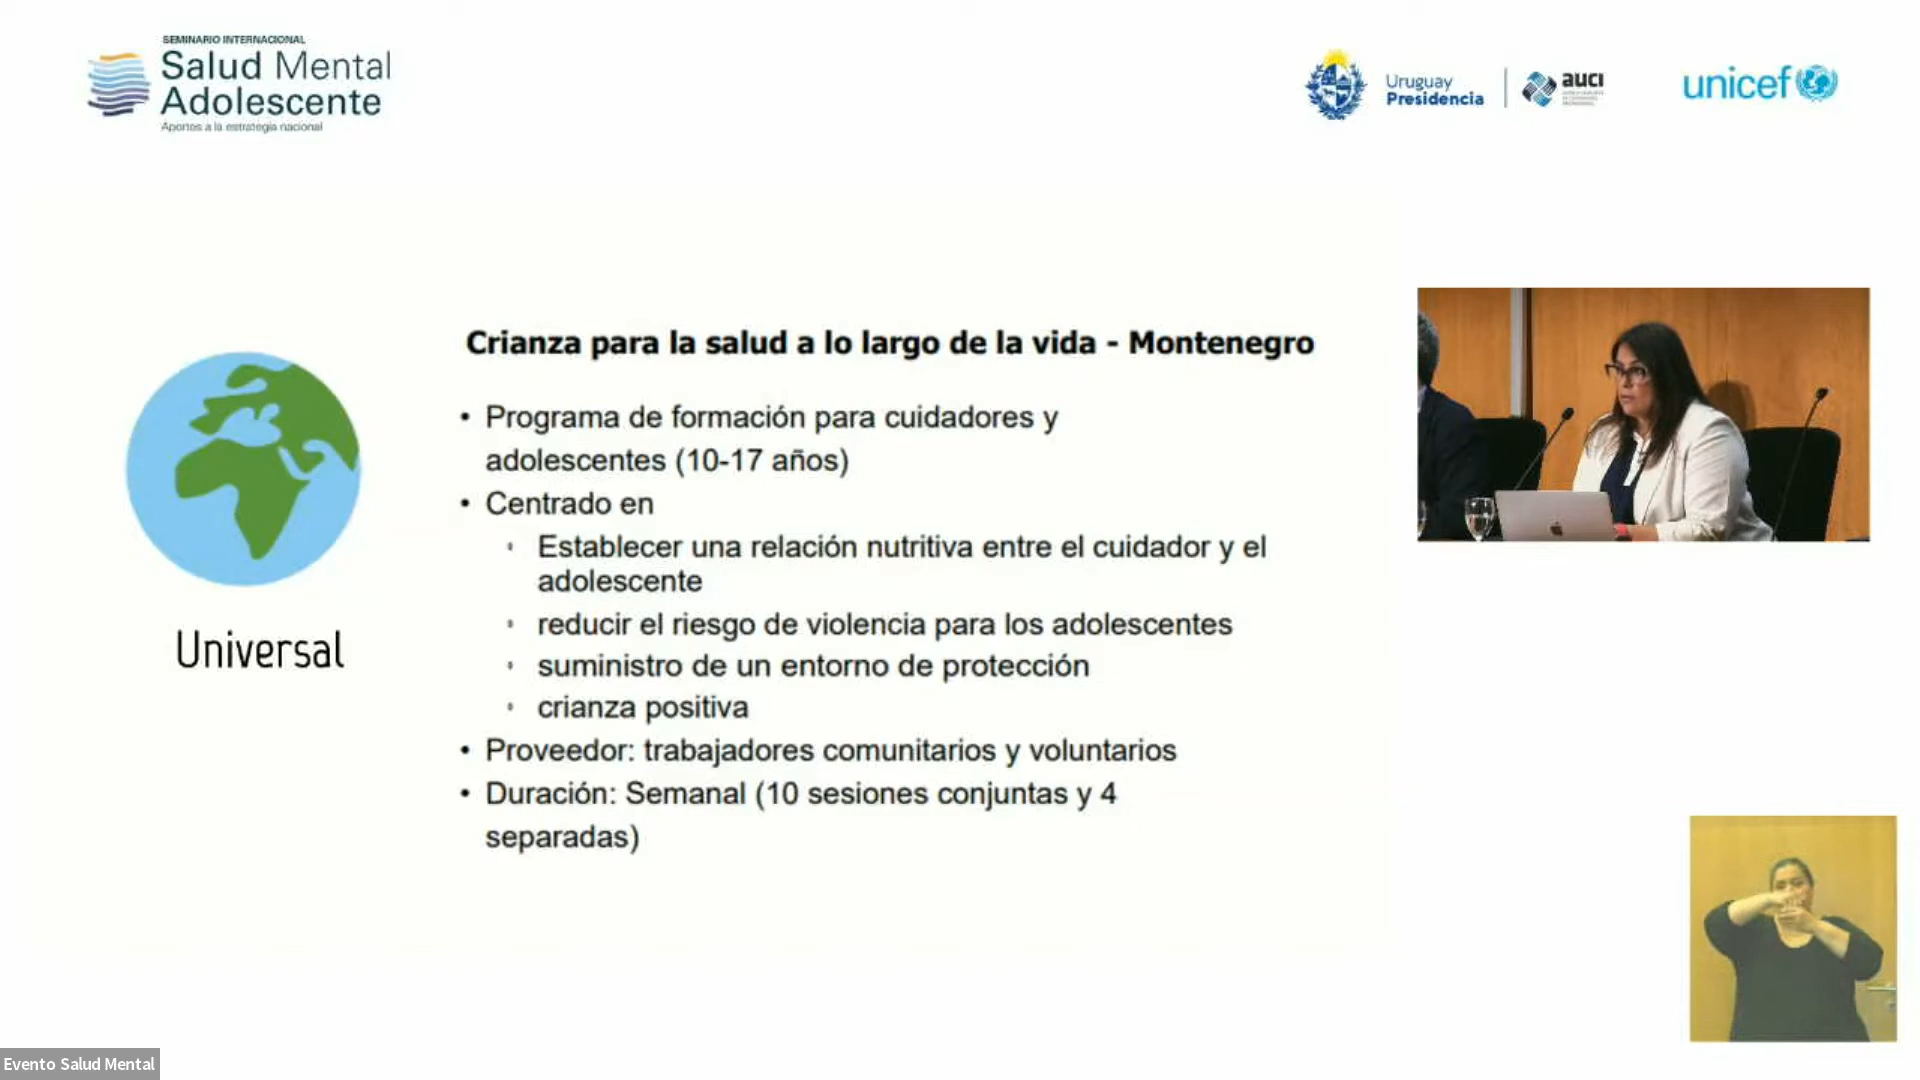 SEMINARIO INTERNACIONAL
Salud Mental
Adolescente
Aportes a la estrategia nacional
Uruguay
Presidencia
auci
unicef
Crianza para la salud a lo largo de la vida - Montenegro
• Programa de formación para cuidadores y
adolescentes (10-17 años)
• Centrado en
Establecer una relación nutritiva entre el cuidador y el
adolescente
reducir el riesgo de violencia para los adolescentes
suministro de un entorno de protección
crianza positiva
• Proveedor: trabajadores comunitarios y voluntarios
• Duración: Semanal (10 sesiones conjuntas y 4
separadas)
Universal
Evento Salud Mental